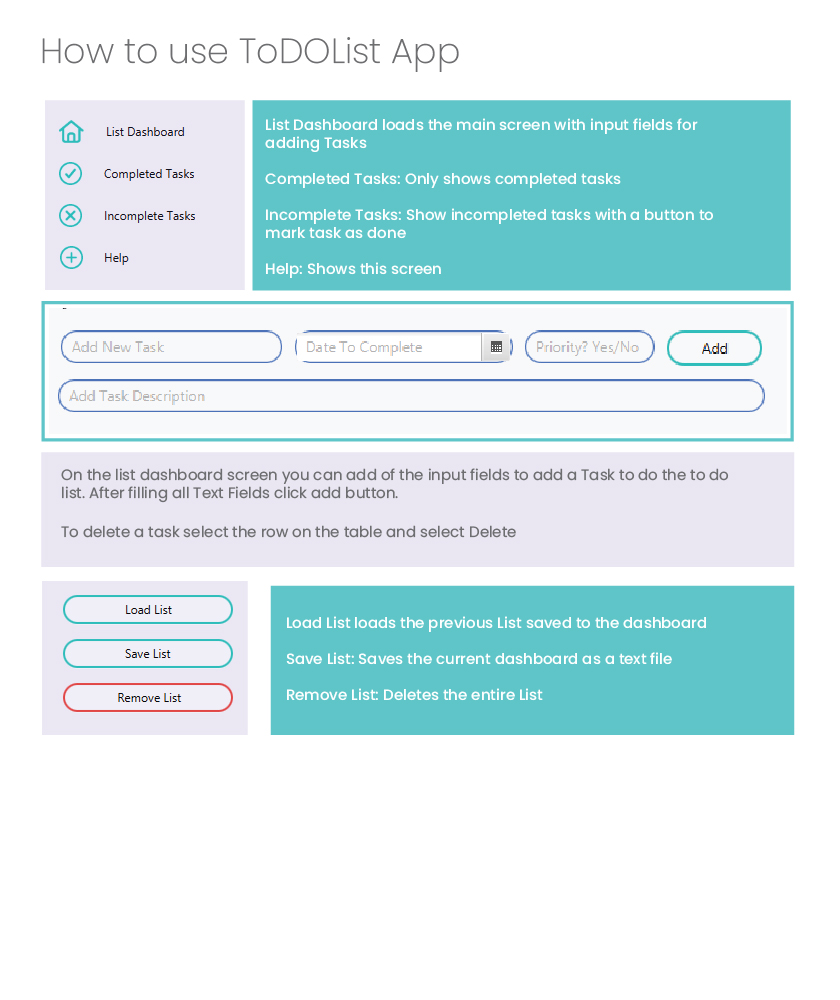 How to use ToDOList App
List Dashboard
Completed Tasks
Incomplete Tasks
Help
List Dashboard loads the main screen with input fields for
adding Tasks
Completed Tasks: Only shows completed tasks
Incomplete Tasks: Show incompleted tasks with a button to
mark task as done
Help: Shows this screen
Add New Task
Date To Complete
Priority? Yes/No
Add
Add Task Description
On the list dashboard screen you can add of the input fields to add a Task to do the to do
list. After filling all Text Fields click add button.
To delete a task select the row on the table and select Delete
Load List
Save List
Remove List
Load List loads the previous List saved to the dashboard
Save List: Saves the current dashboard as a text file
Remove List: Deletes the entire List